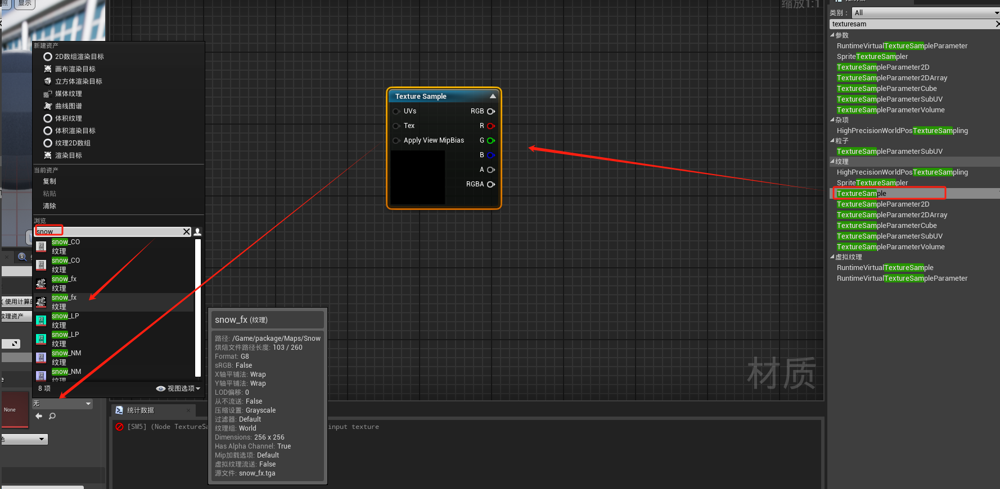 照
显示
缩放1:1
控制板
类别：
All
texturesam
新建资产
2D数组渲染目标
画布渲染目标
立方体渲染目标
媒体纹理
曲线图谱
体积纹理
体积渲染目标
纹理2D数组
渲染目标
当前资产
复制
粘贴
清除
浏览
snow
snow_CO
纹理
snow_CO
纹理
snow_fx
纹理
snow_fx
纹理
snow_LP
纹理
snow_LP
纹理
snow_NM
纹理
snow_NM
纹理
8 项
视图选项
使用计算的
纹理资产
None
无
色
Texture Sample
UVs
RGB
Tex
R
Apply View MipBias
G
B
A
RGBA
材质
统计数据
[SM5] (Node TextureSa
input texture
snow_fx (纹理)
路径: /Game/package/Maps/Snow
烘焙文件路径长度: 103 / 260
Format: G8
sRGB: False
X轴平铺法: Wrap
Y轴平铺法: Wrap
LOD偏移: 0
从不流送: False
压缩设置: Grayscale
过滤器: Default
纹理组: World
Dimensions: 256 x 256
Has Alpha Channel: True
Mip加载选项: Default
虚拟纹理流送: False
源文件: snow_fx.tga
参数
RuntimeVirtualTextureSampleParameter
SpriteTextureSampler
TextureSampleParameter2D
TextureSampleParameter2DArray
TextureSampleParameterCube
TextureSampleParameterSubUV
TextureSampleParameterVolume
杂项
HighPrecisionWorldPosTextureSampling
粒子
TextureSampleParameterSubUV
纹理
HighPrecisionWorldPosTextureSampling
SpriteTextureSampler
TextureSample
TextureSampleParameter2D
TextureSampleParameter2DArray
TextureSampleParameterCube
TextureSampleParameterSubUV
TextureSampleParameterVolume
虚拟纹理
RuntimeVirtualTextureSample
RuntimeVirtualTextureSampleParameter